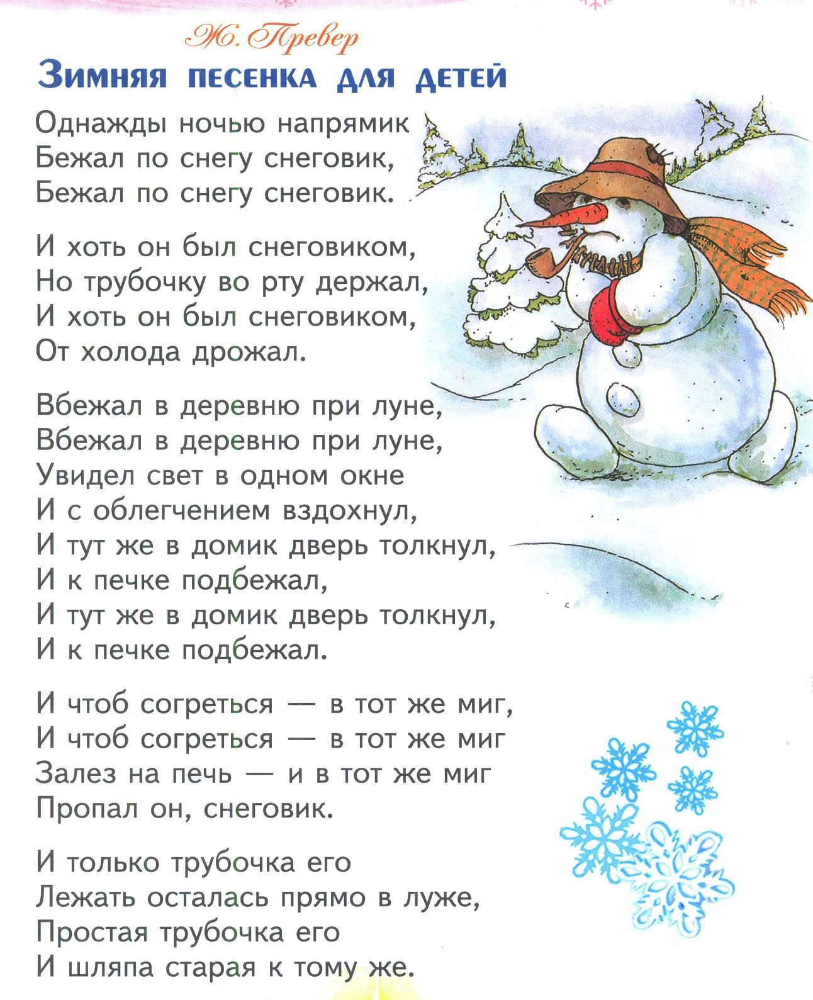 Ж. Превер
Зимняя песенка для детей
Однажды ночью напрямик
Бежал по снегу снеговик,
Бежал по снегу снеговик.
И хоть он был снеговиком,
Но трубочку во рту держал,
И хоть он был снеговиком,
От холода дрожал.
Вбежал в деревню при луне,
Вбежал в деревню при луне,
Увидел свет в одном окне
И с облегчением вздохнул,
И тут же в домик дверь толкнул,
И к печке подбежал,
И тут же в домик дверь толкнул,
И к печке подбежал.
И чтоб согреться — в тот же миг,
И чтоб согреться — в тот же миг
Залез на печь — и в тот же миг
Пропал он, снеговик.
И только трубочка его
Лежать осталась прямо в луже,
Простая трубочка его
И шляпа старая к тому же.